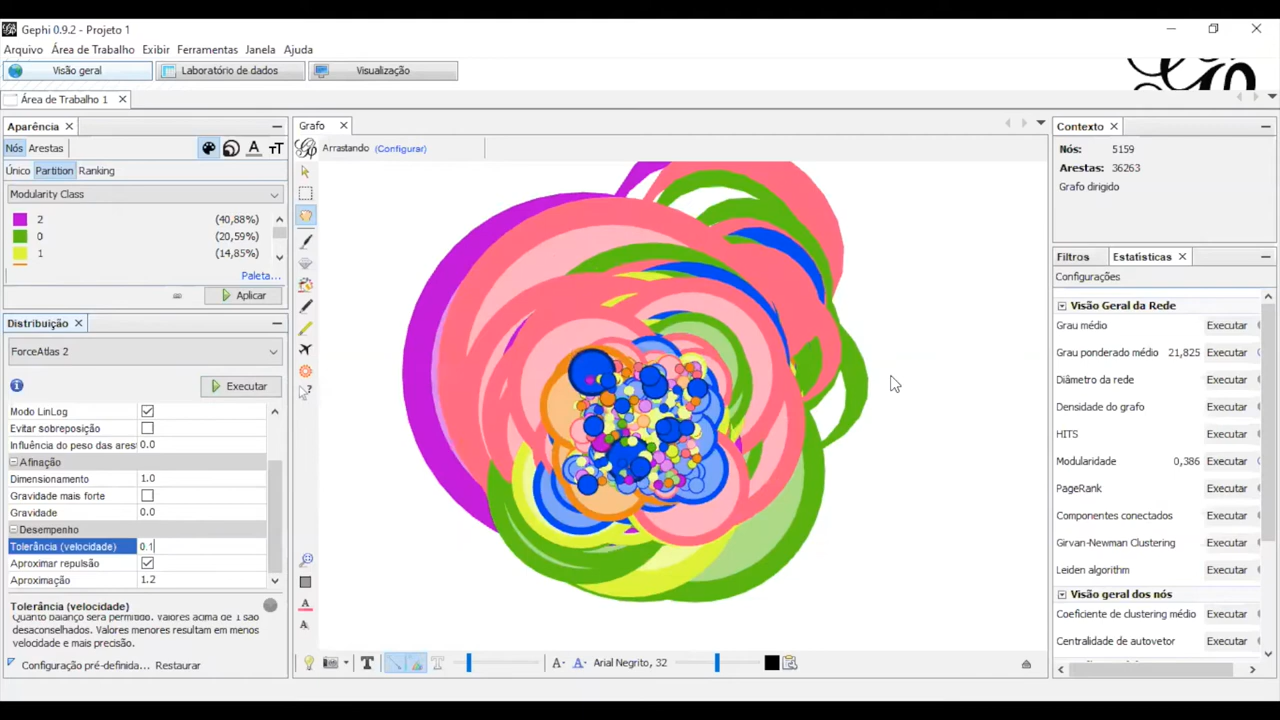 Gephi 0.9.2 - Projeto 1
Arquivo Área de Trabalho Exibir Ferramentas Janela Ajuda
Visão geral Laboratório de dados Visualização
Área de Trabalho 1
Aparência
Nós Arestas
Único Partition Ranking
Modularity Class
2 (40,88%)
0 (20,59%)
1 (14,85%)
Paleta...
Aplicar
Distribuição
ForceAtlas 2
Executar
Modo LinLog
Evitar sobreposição
Influência do peso das arest 0.0
Afinação
Dimensionamento 1.0
Gravidade mais forte
Gravidade 0.0
Desempenho
Tolerância (velocidade) 0.1
Aproximar repulsão
Aproximação 1.2
Tolerância (velocidade)
Quanto balanço será permitido. Valores acima de 1 são
desaconselhados. Valores menores resultam em menos
velocidade e mais precisão.
Configuração pré-definida... Restaurar
Grafo
Arrastando (Configurar)
Arial Negrito, 32
Contexto
Nós: 5159
Arestas: 36263
Grafo dirigido
Filtros Estatísticas
Configurações
Visão Geral da Rede
Grau médio Executar
Grau ponderado médio 21,825 Executar
Diâmetro da rede Executar
Densidade do grafo Executar
HITS Executar
Modularidade 0,386 Executar
PageRank Executar
Componentes conectados Executar
Girvan-Newman Clustering Executar
Leiden algorithm Executar
Visão geral dos nós
Coeficiente de clustering médio Executar
Centralidade de autovetor Executar